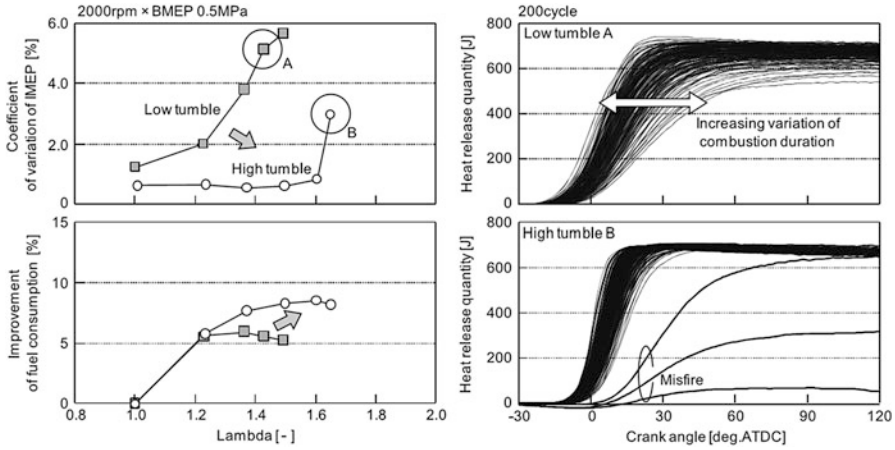 2000rpm × BMEP 0.5MPa
Coefficient
of variation of IMEP [%]
6.0
4.0
2.0
0
A
Low tumble
B
High tumble
Improvement
of fuel consumption [%]
15
10
5
0
0.8
1.0
1.2
1.4
1.6
1.8
2.0
Lambda [-]
200cycle
Low tumble A
Heat release quantity [J]
800
600
400
200
0
Increasing variation of
combustion duration
High tumble B
Heat release quantity [J]
800
600
400
200
0
Misfire
-30
0
30
60
90
120
Crank angle [deg.ATDC]